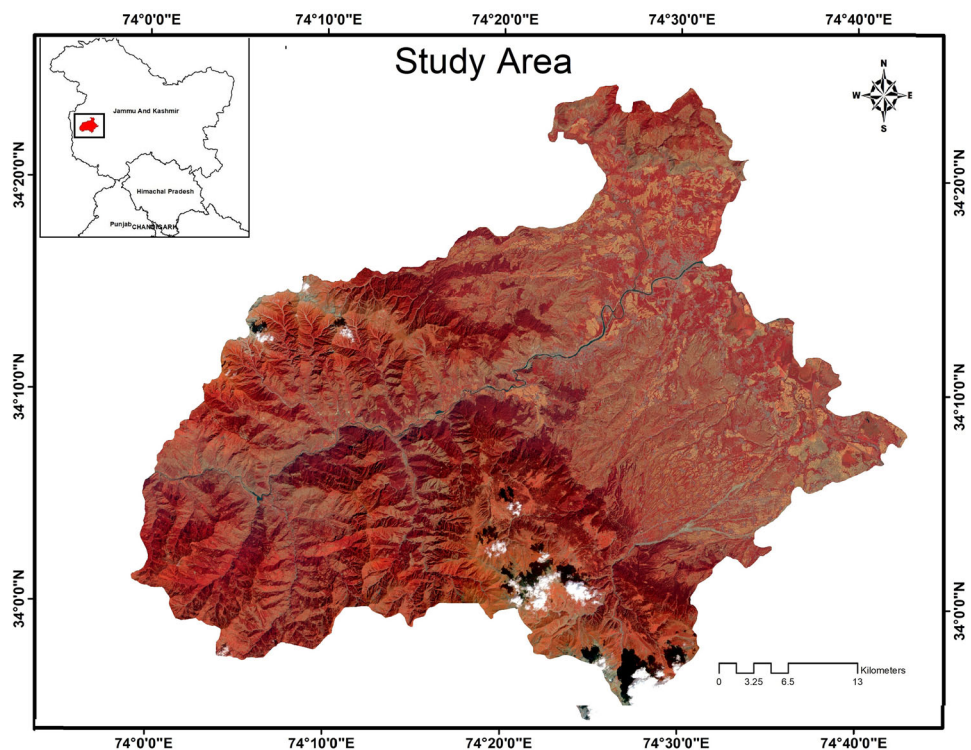 74°0'0"E 74°10'0"E 74°20'0"E 74°30'0"E 74°40'0"E
Study Area
Jammu And Kashmir
Himachal Pradesh
Punjab
CHANDIGARH
N
W E
S
34°20'0"N 34°20'0"N
34°10'0"N 34°10'0"N
34°0'0"N 34°0'0"N
Kilometers
0 3.25 6.5 13
74°0'0"E 74°10'0"E 74°20'0"E 74°30'0"E 74°40'0"E